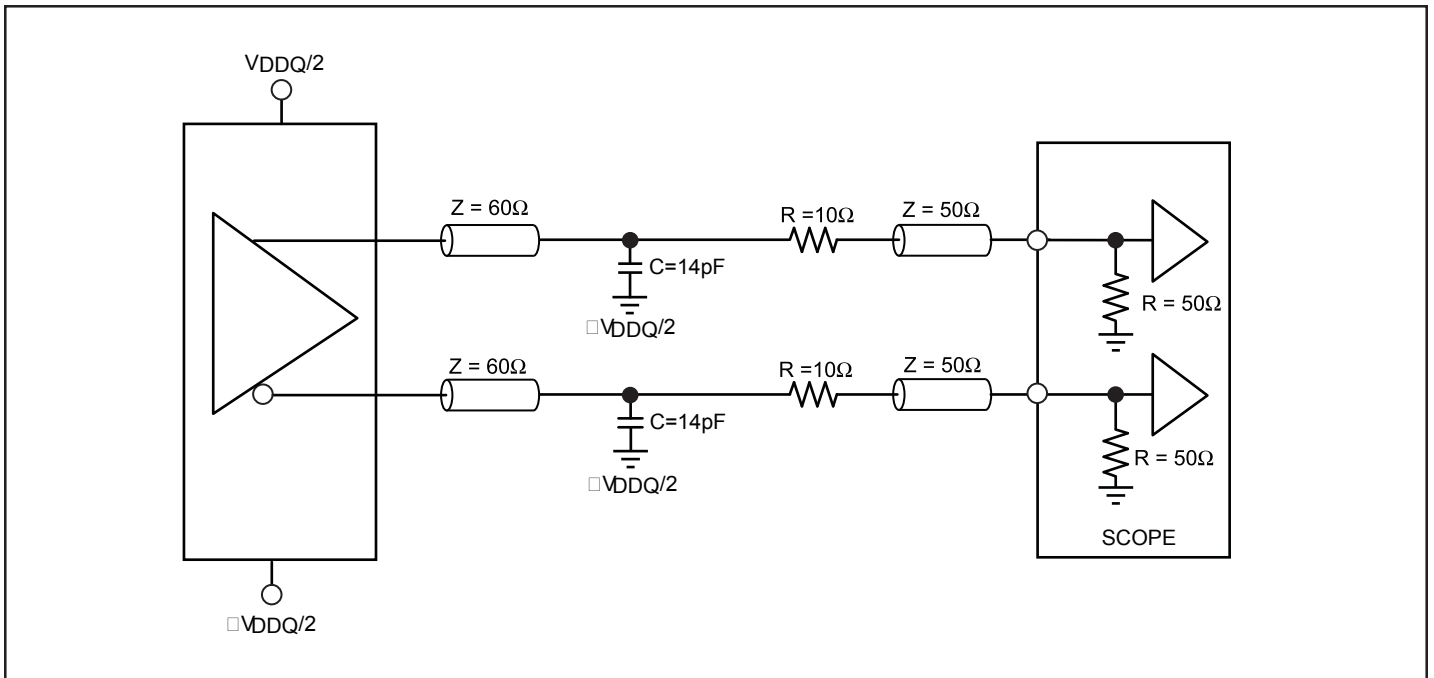 VDDQ/2
Z = 60Ω
R =10Ω
Z = 50Ω
C=14pF
R = 50Ω
□VDDQ/2
Z = 60Ω
R =10Ω
Z = 50Ω
C=14pF
R = 50Ω
□VDDQ/2
SCOPE
□VDDQ/2